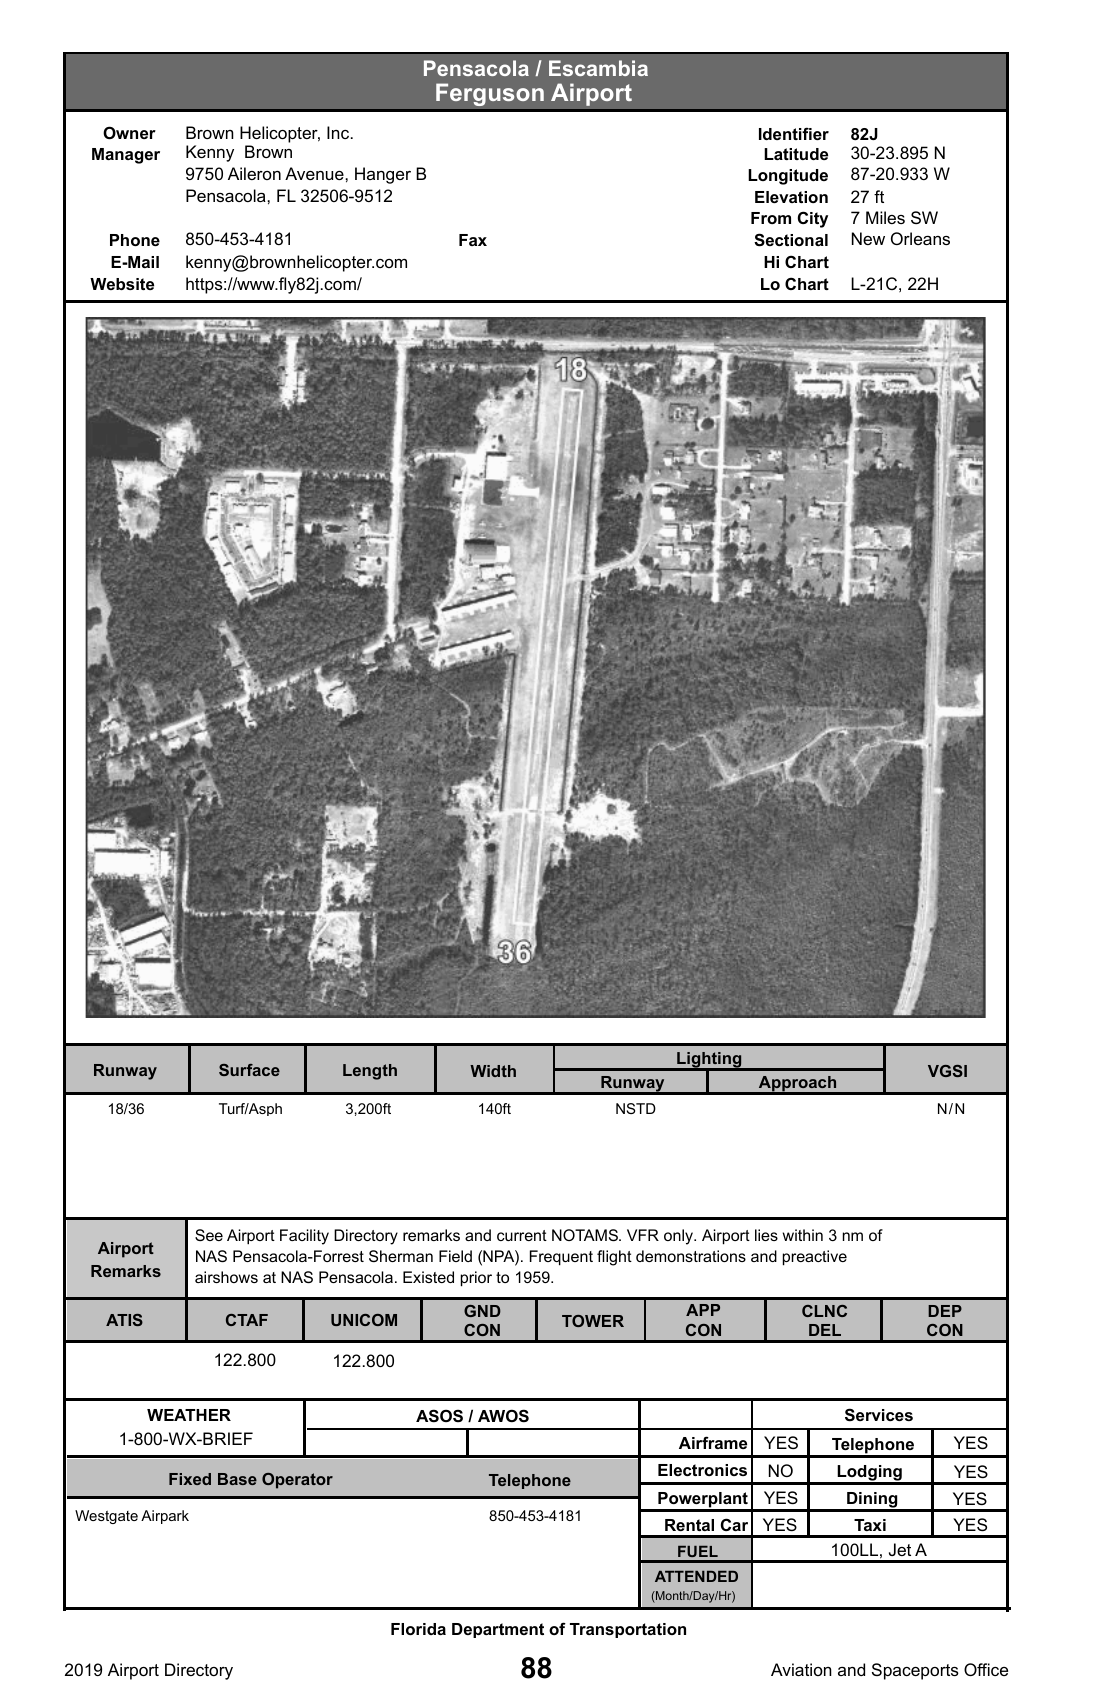 Pensacola / Escambia
Ferguson Airport
Owner Brown Helicopter, Inc.
Manager Kenny Brown
9750 Aileron Avenue, Hanger B
Pensacola, FL 32506-9512
Phone 850-453-4181 Fax
E-Mail kenny@brownhelicopter.com
Website https://www.fly82j.com/
Identifier 82J
Latitude 30-23.895 N
Longitude 87-20.933 W
Elevation 27 ft
From City 7 Miles SW
Sectional New Orleans
Hi Chart
Lo Chart L-21C, 22H
18
36
Runway Surface Length Width Lighting VGSI
Runway Approach
18/36 Turf/Asph 3,200ft 140ft NSTD N/N
Airport
Remarks
See Airport Facility Directory remarks and current NOTAMS. VFR only. Airport lies within 3 nm of
NAS Pensacola-Forrest Sherman Field (NPA). Frequent flight demonstrations and preactive
airshows at NAS Pensacola. Existed prior to 1959.
ATIS CTAF UNICOM GND CON TOWER APP CON CLNC DEL DEP CON
122.800 122.800
WEATHER
1-800-WX-BRIEF
ASOS / AWOS
Fixed Base Operator Telephone
Westgate Airpark 850-453-4181
Services
Airframe YES Telephone YES
Electronics NO Lodging YES
Powerplant YES Dining YES
Rental Car YES Taxi YES
FUEL 100LL, Jet A
ATTENDED
(Month/Day/Hr)
Florida Department of Transportation
2019 Airport Directory 88 Aviation and Spaceports Office